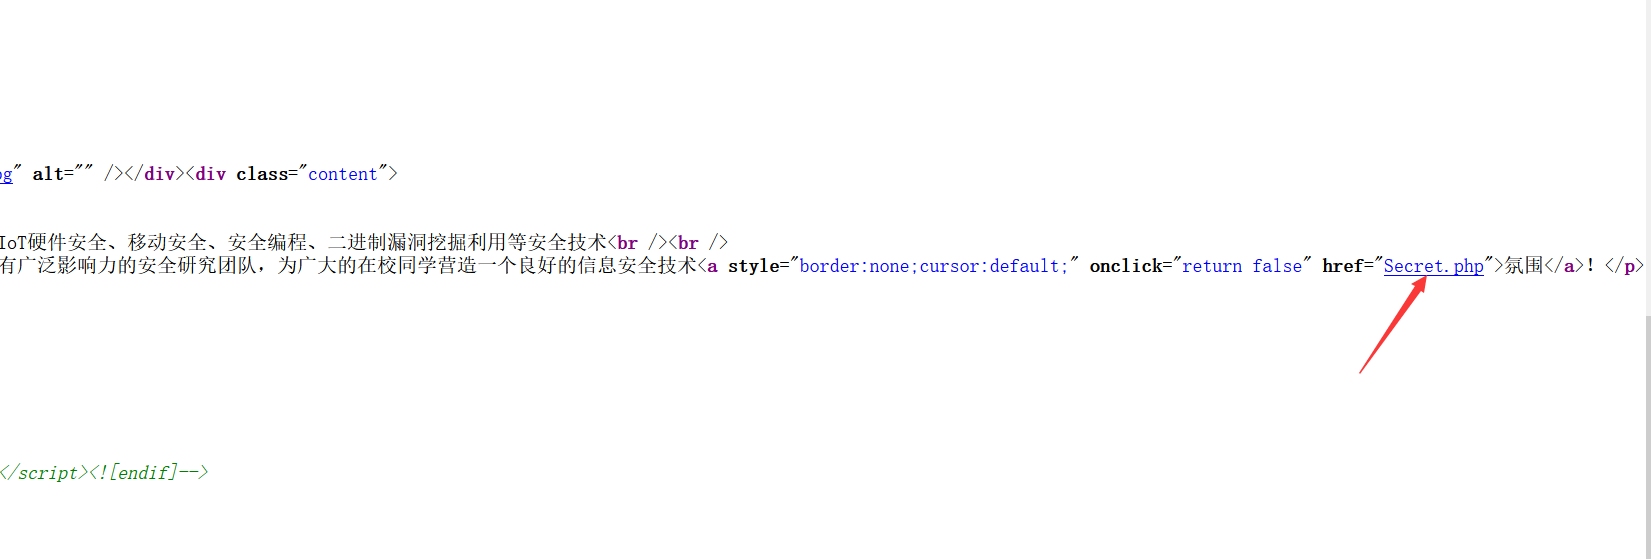 og" alt="" /></div><div class="content">
IoT硬件安全、移动安全、安全编程、二进制漏洞挖掘利用等安全技术<br /><br />
有广泛影响力的安全研究团队，为广大的在校同学营造一个良好的信息安全技术<a style="border:none;cursor:default;" onclick="return false" href="Secret.php">氛围</a>！</p>
</script><![endif]-->